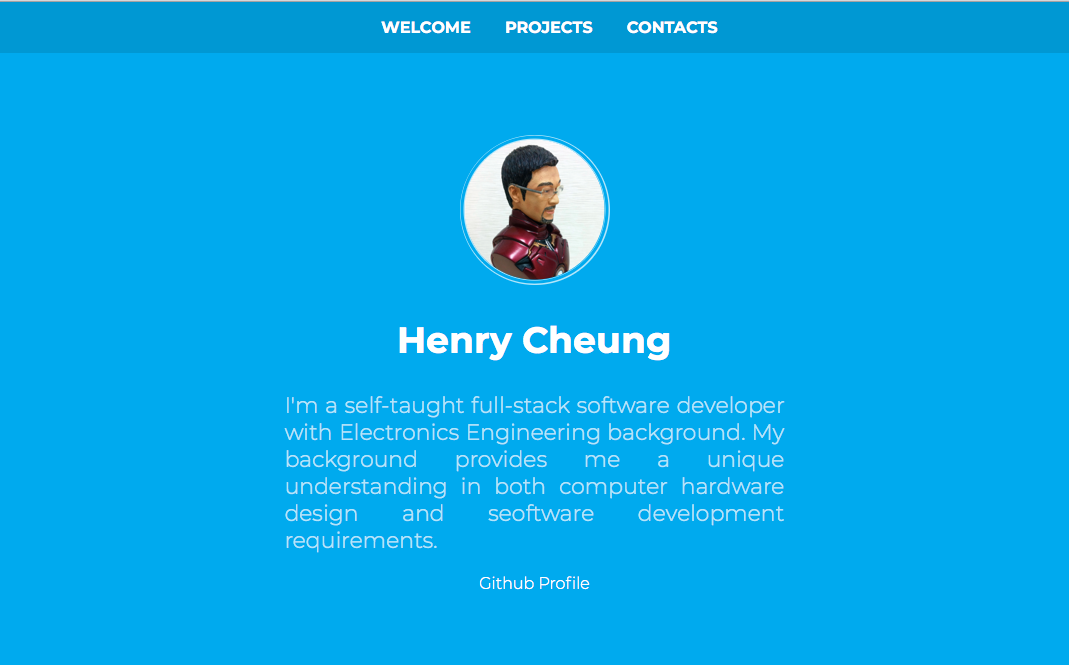 WELCOME PROJECTS CONTACTS
Henry Cheung
I'm a self-taught full-stack software developer
with Electronics Engineering background. My
background provides me a unique
understanding in both computer hardware
design and seoftware development
requirements.
Github Profile